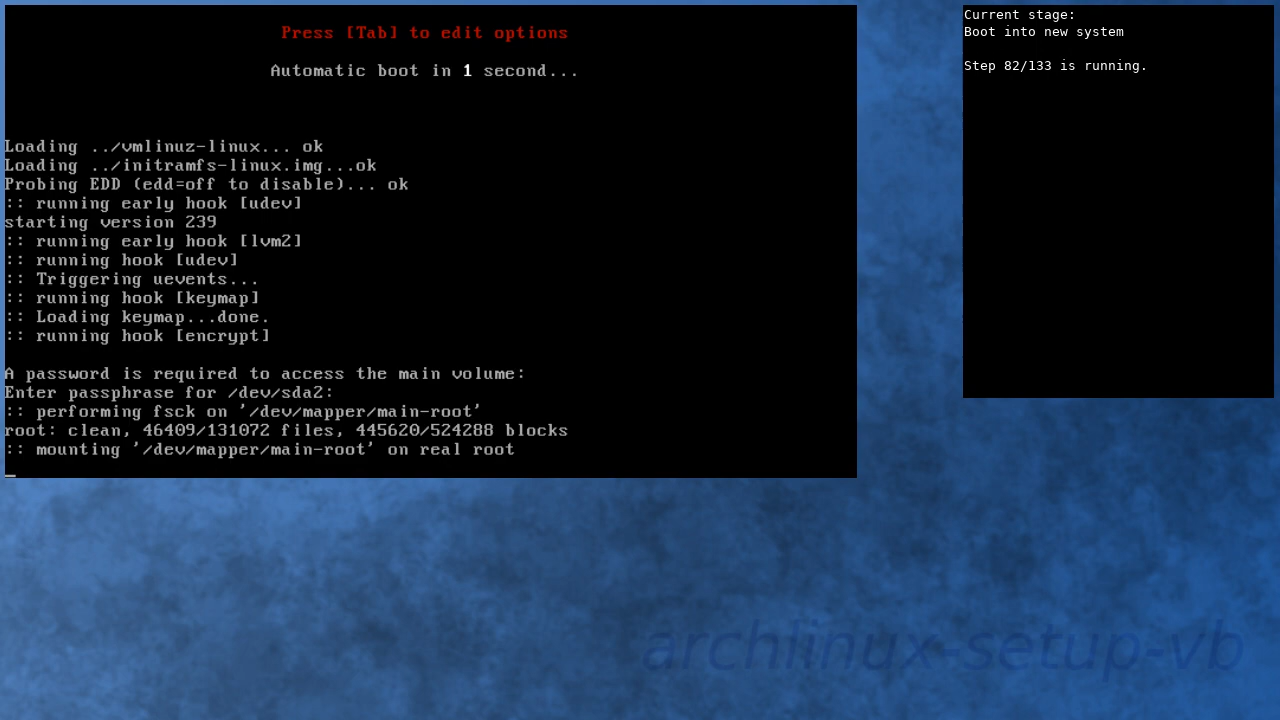 Press [Tab] to edit options
Automatic boot in 1 second...
Loading ../vmlinuz-linux... ok
Loading ../initramfs-linux.img...ok
Probing EDD (edd=off to disable)... ok
:: running early hook [udev]
starting version 239
:: running early hook [lvm2]
:: running hook [udev]
:: Triggering uevents...
:: running hook [keymap]
:: Loading keymap...done.
:: running hook [encrypt]
A password is required to access the main volume:
Enter passphrase for /dev/sda2:
:: performing fsck on '/dev/mapper/main-root'
root: clean, 46409/131072 files, 445620/524288 blocks
:: mounting '/dev/mapper/main-root' on real root
_
Current stage:
Boot into new system
Step 82/133 is running.
archlinux-setup-vb